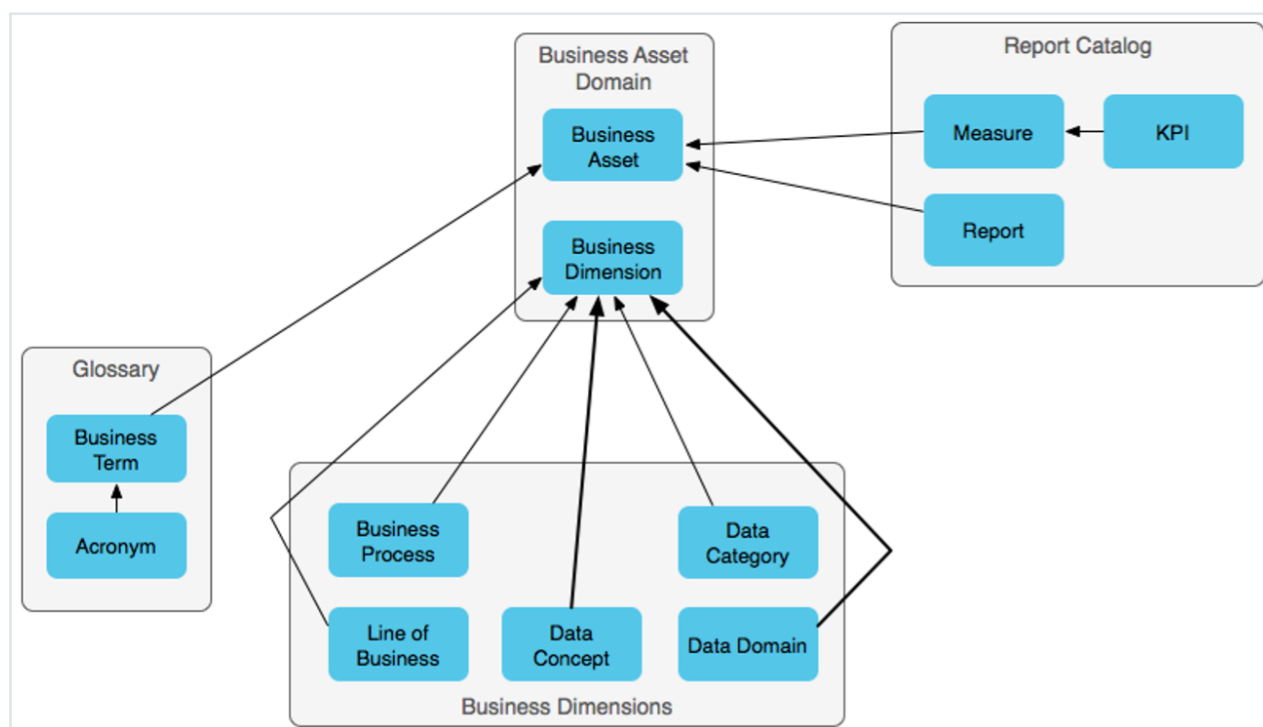 Business Asset
Domain
Business
Asset
Business
Dimension
Report Catalog
Measure
KPI
Report
Glossary
Business
Term
Acronym
Business
Process
Data
Category
Line of
Business
Data
Concept
Data Domain
Business Dimensions